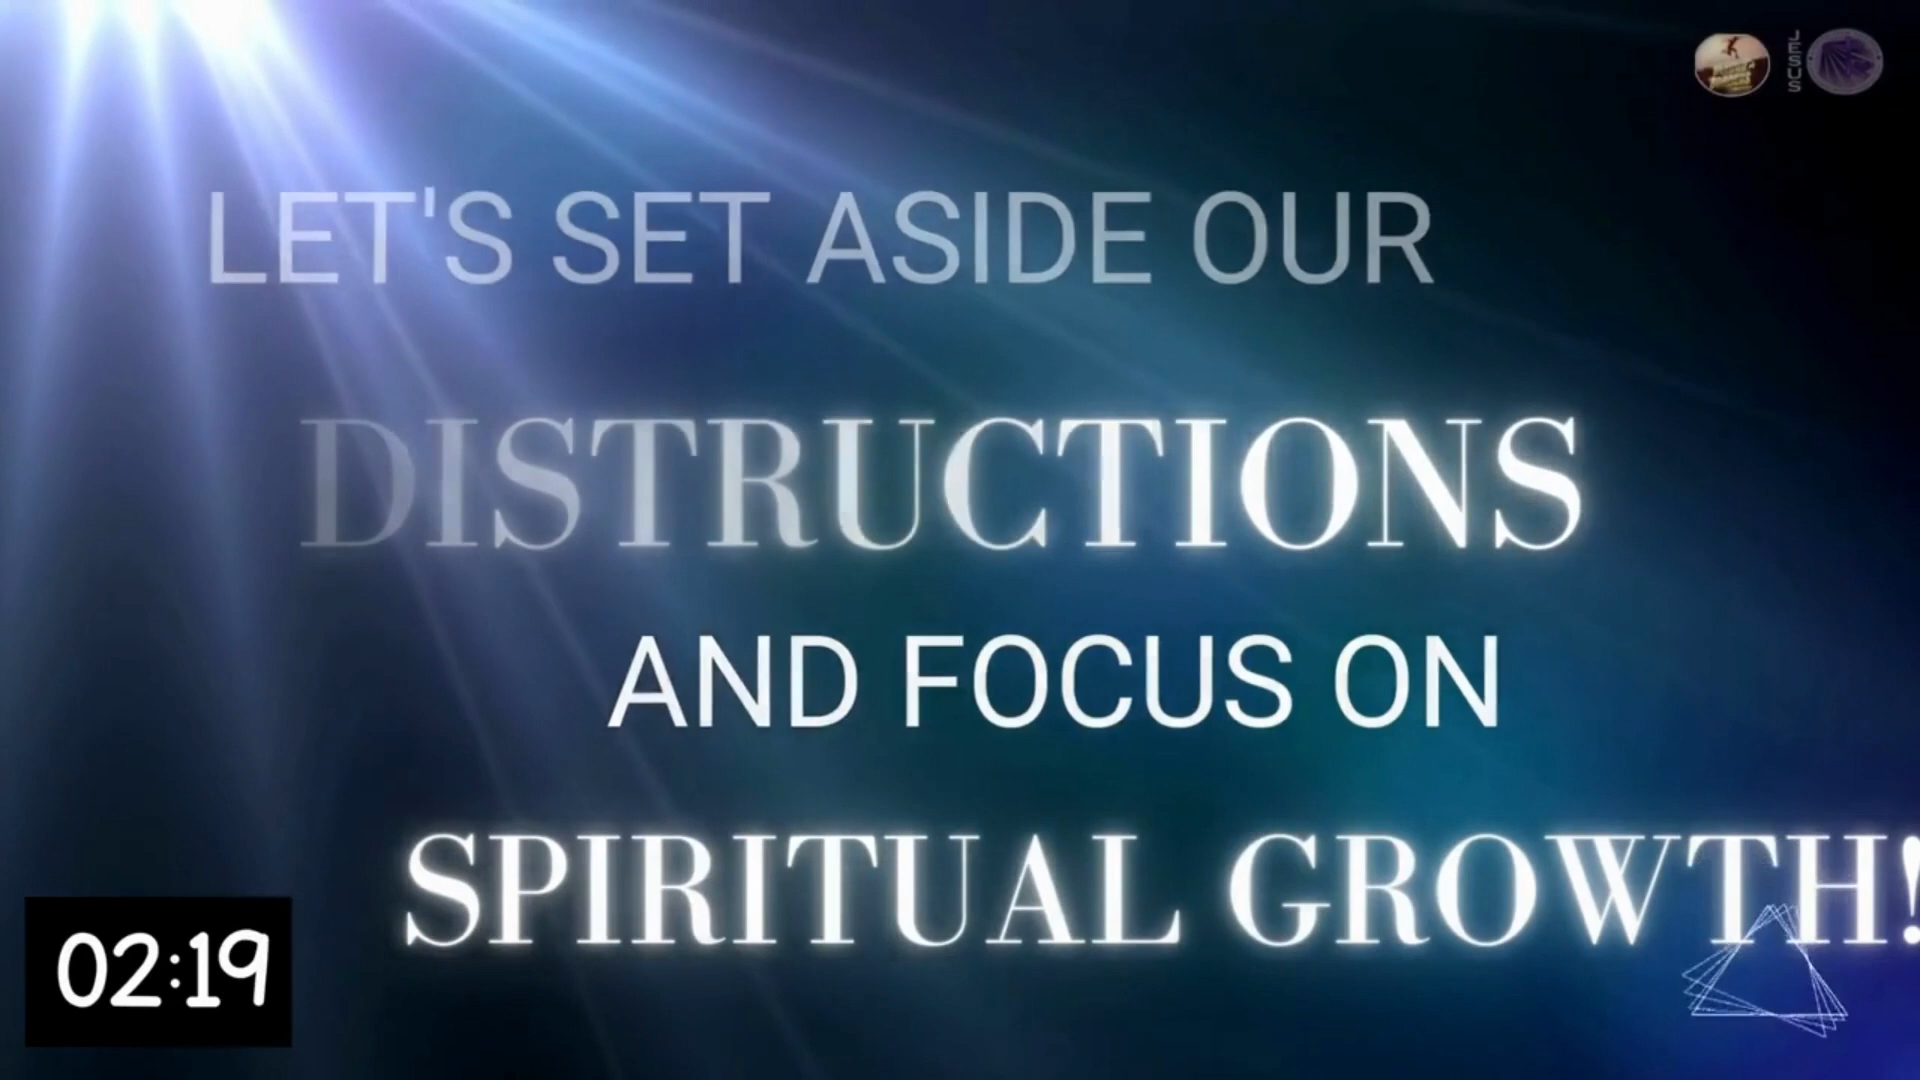 JESUS
LET'S SET ASIDE OUR
DISTRUCTIONS
AND FOCUS ON
SPIRITUAL GROWTH!
02:19